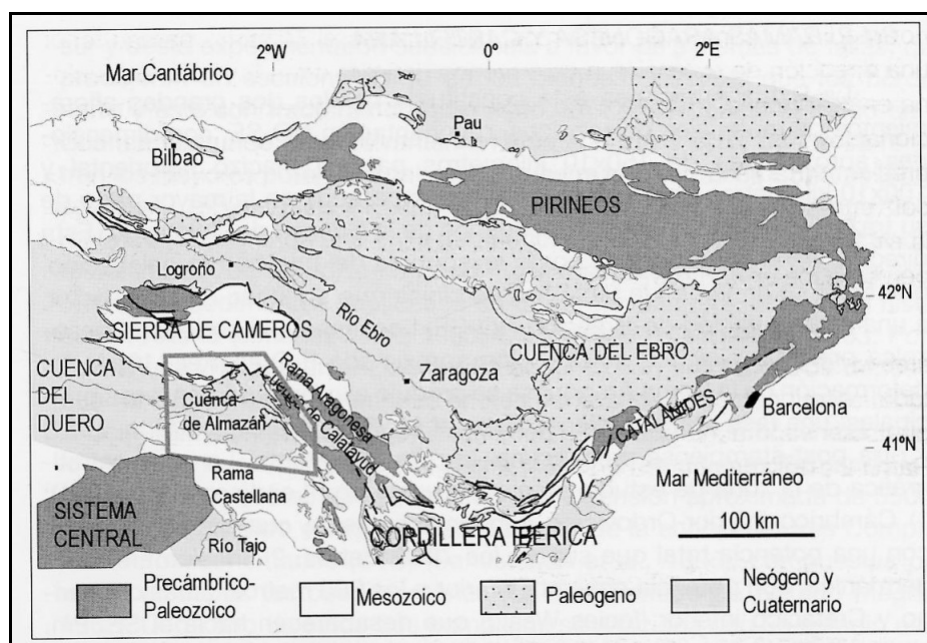 2ºW
0º
2ºE
Mar Cantábrico
Bilbao
Pau
PIRINEOS
Logroño
42ºN
SIERRA DE CAMEROS
Río Ebro
CUENCA
DEL
DUERO
CUENCA DEL EBRO
Rama Aragonesa
Zaragoza
Cuenca
de Almazán
Cuenca de
Calatayud
CATALÁNIDES
Barcelona
41ºN
Rama
Castellana
Mar Mediterráneo
SISTEMA
CENTRAL
Río Tajo
CORDILLERA IBÉRICA
100 km
Precámbrico-
Paleozoico
Mesozoico
Paleógeno
Neógeno y
Cuaternario